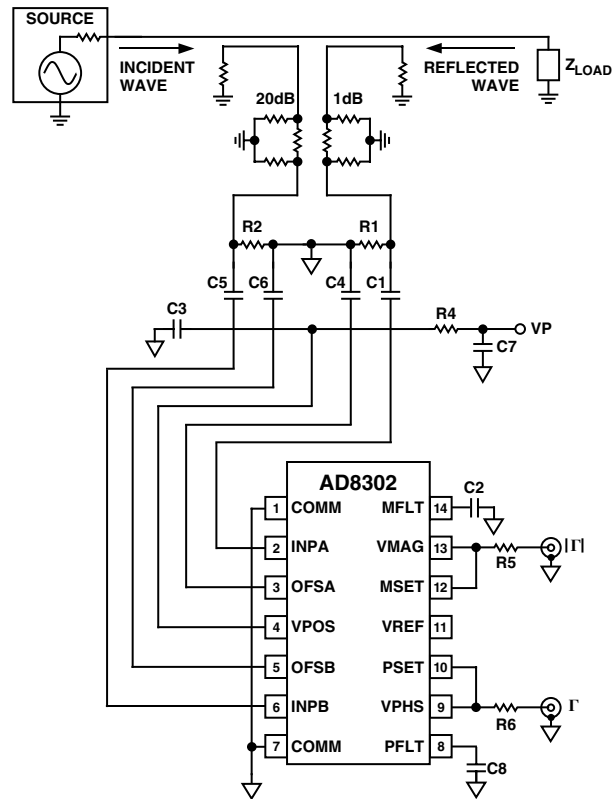 SOURCE
INCIDENT
WAVE
REFLECTED
WAVE
Z_LOAD
20dB
1dB
R2
R1
C5
C6
C4
C1
C3
R4
VP
C7
AD8302
1 COMM
MFLT 14
C2
2 INPA
VMAG 13
R5
|Γ|
3 OFSA
MSET 12
4 VPOS
VREF 11
5 OFSB
PSET 10
6 INPB
VPHS 9
R6
Γ
7 COMM
PFLT 8
C8